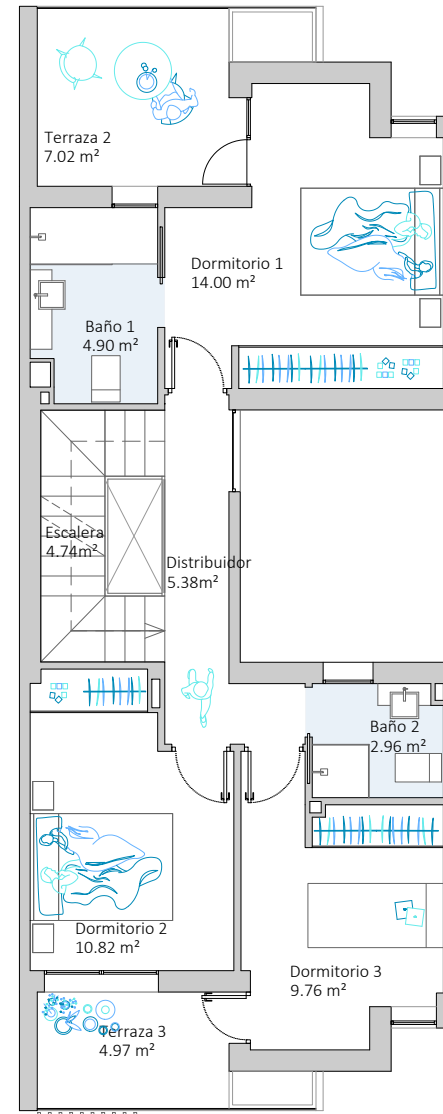 Terraza 2
7.02 m²
Dormitorio 1
14.00 m²
Baño 1
4.90 m²
Escalera
4.74m²
Distribuidor
5.38m²
Baño 2
2.96 m²
Dormitorio 2
10.82 m²
Dormitorio 3
9.76 m²
Terraza 3
4.97 m²